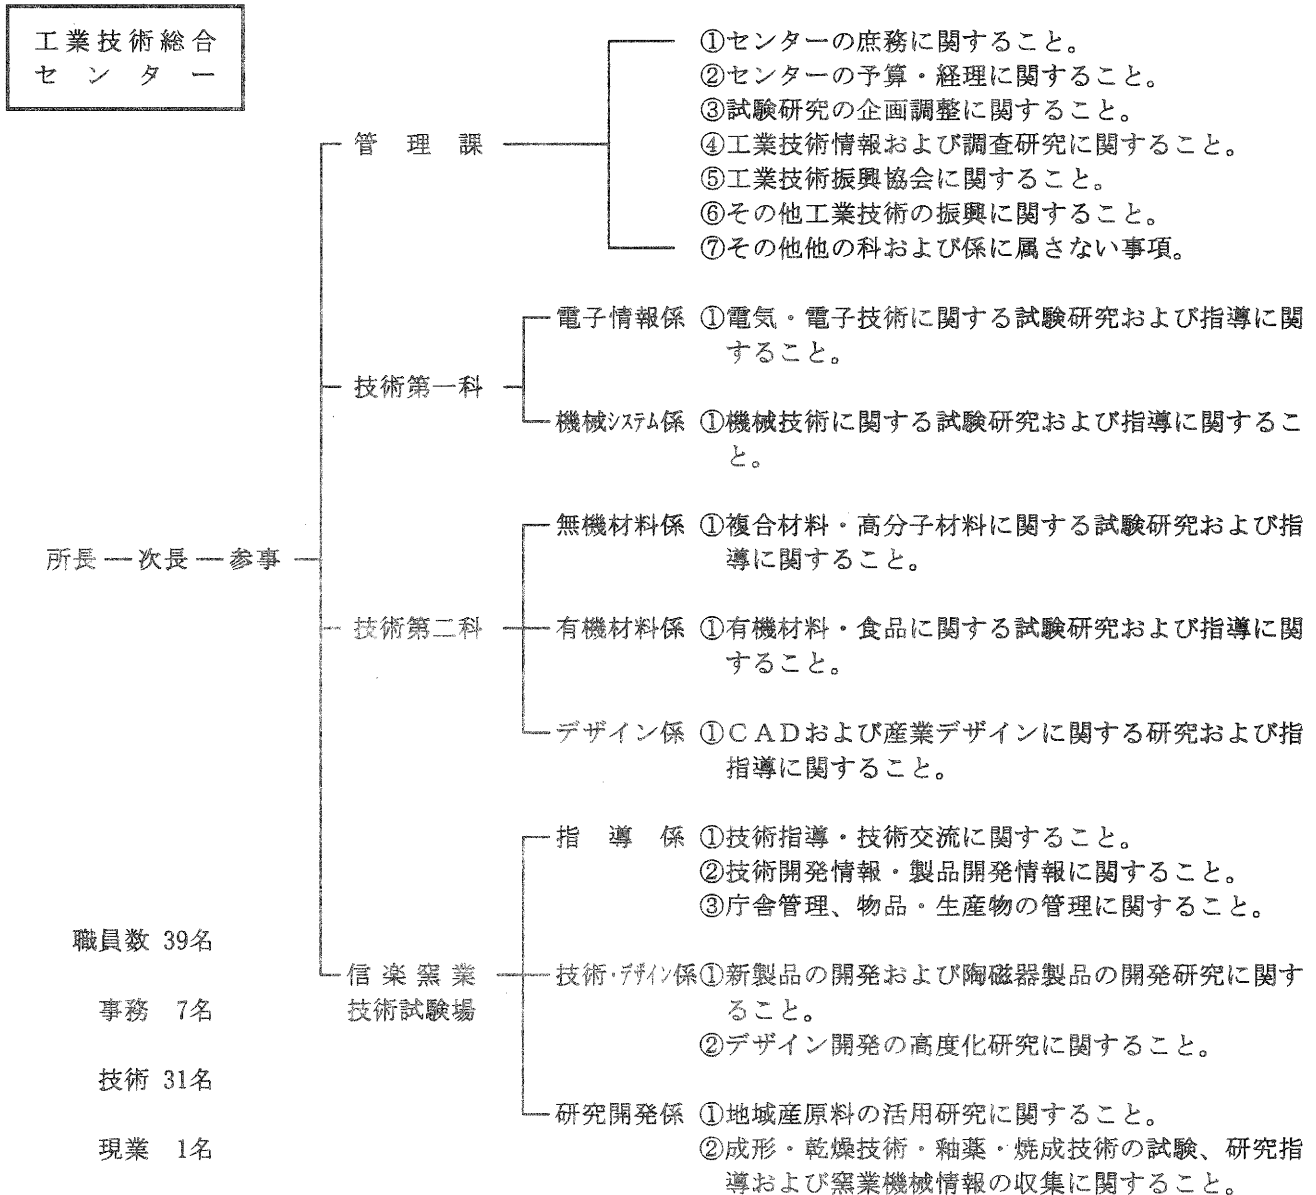 工業技術総合
センター
①センターの庶務に関すること。
②センターの予算・経理に関すること。
③試験研究の企画調整に関すること。
管理課
④工業技術情報および調査研究に関すること。
⑤工業技術振興協会に関すること。
⑥その他工業技術の振興に関すること。
⑦その他他の科および係に属さない事項。
電子情報係 ①電気・電子技術に関する試験研究および指導に関
すること。
技術第一科
機械システム係 ①機械技術に関する試験研究および指導に関するこ
と。
無機材料係 ①複合材料・高分子材料に関する試験研究および指
導に関すること。
所長 ― 次長 ― 参事
技術第二科
有機材料係 ①有機材料・食品に関する試験研究および指導に関
すること。
デザイン係 ①CADおよび産業デザインに関する研究および指
指導に関すること。
指導係 ①技術指導・技術交流に関すること。
②技術開発情報・製品開発情報に関すること。
③庁舎管理、物品・生産物の管理に関すること。
信楽窯業
技術試験場
技術・デザイン係 ①新製品の開発および陶磁器製品の開発研究に関す
ること。
②デザイン開発の高度化研究に関すること。
研究開発係 ①地域産原料の活用研究に関すること。
②成形・乾燥技術・釉薬・焼成技術の試験、研究指
導および窯業機械情報の収集に関すること。
職員数 39名
事務 7名
技術 31名
現業 1名